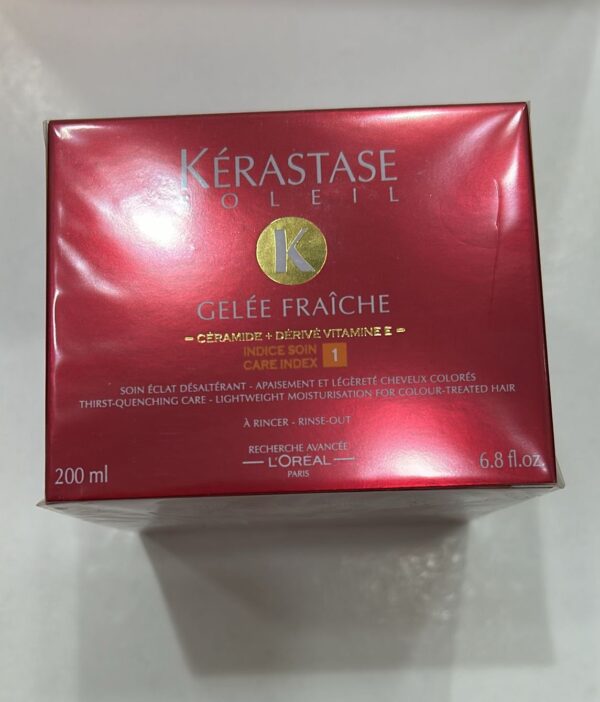 KÉRASTASE
SOLEIL
K
GELÉE FRAÎCHE
CÉRAMIDE + DÉRIVÉ VITAMINE E
INDICE SOIN
CARE INDEX 1
SOIN ÉCLAT DÉSALTÉRANT - APAISEMENT ET LÉGÈRETÉ CHEVEUX COLORÉS
THIRST-QUENCHING CARE - LIGHTWEIGHT MOISTURISATION FOR COLOUR-TREATED HAIR
À RINCER - RINSE-OUT
RECHERCHE AVANCÉE
L'ORÉAL
PARIS
200 ml
6.8 fl.oz.